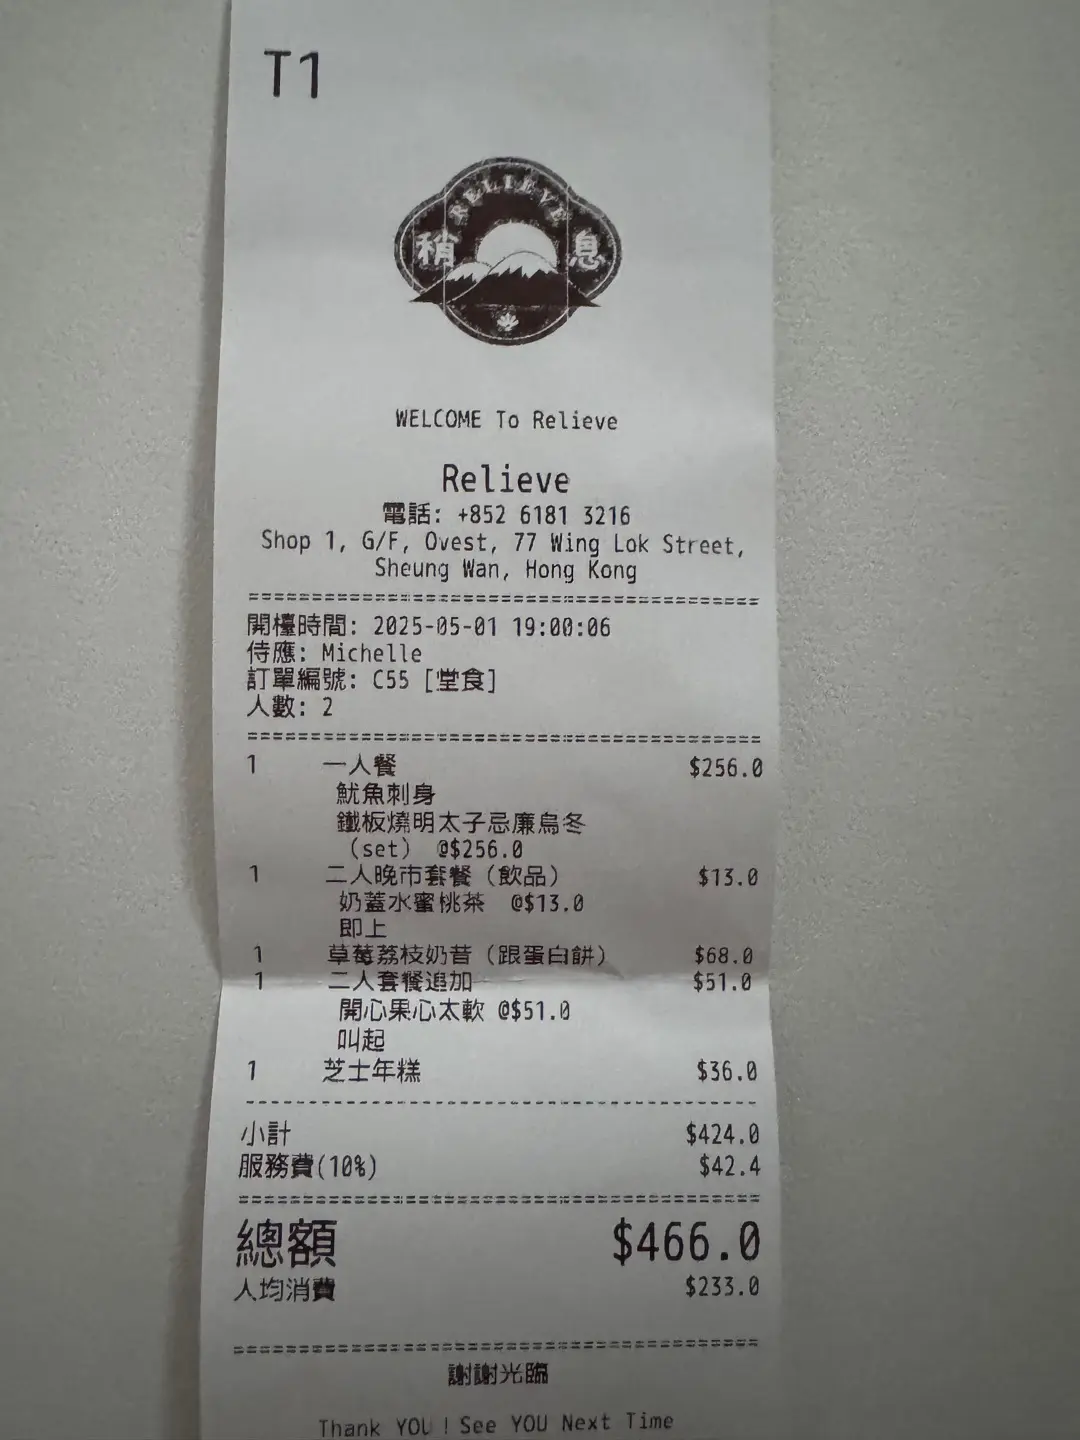 T1
RELIEVE
稍 息
WELCOME To Relieve
Relieve
電話: +852 6181 3216
Shop 1, G/F, Ovest, 77 Wing Lok Street,
Sheung Wan, Hong Kong
開檯時間: 2025-05-01 19:00:06
侍應: Michelle
訂單編號: C55 [堂食]
人數: 2
1 一人餐 $256.0
魷魚刺身
鐵板燒明太子忌廉烏冬
(set) @$256.0
1 二人晚市套餐 (飲品) $13.0
奶蓋水蜜桃茶 @$13.0
即上
1 草莓荔枝奶昔 (跟蛋白餅) $68.0
1 二人套餐追加 $51.0
開心果心太軟 @$51.0
叫起
1 芝士年糕 $36.0
小計 $424.0
服務費(10%) $42.4
總額 $466.0
人均消費 $233.0
謝謝光臨
Thank YOU ! See YOU Next Time